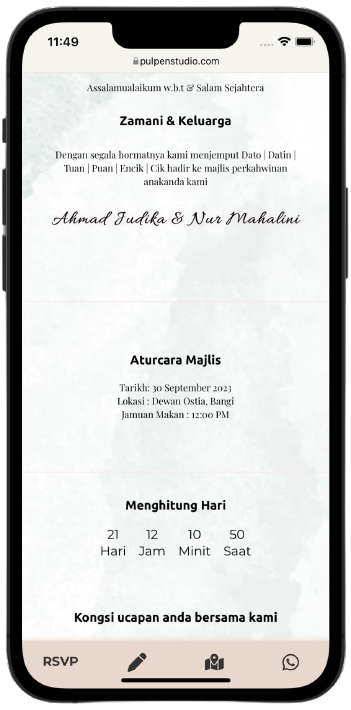 11:49
pulpenstudio.com
Assalamualaikum w.b.t & Salam Sejahtera
Zamani & Keluarga
Dengan segala hormatnya kami menjemput Dato | Datin |
Tuan | Puan | Encik | Cik hadir ke majlis perkahwinan
anakanda kami
Ahmad Judika & Nur Mahalini
Aturcara Majlis
Tarikh: 30 September 2023
Lokasi : Dewan Ostia, Bangi
Jamuan Makan : 12:00 PM
Menghitung Hari
21 12 10 50
Hari Jam Minit Saat
Kongsi ucapan anda bersama kami
RSVP